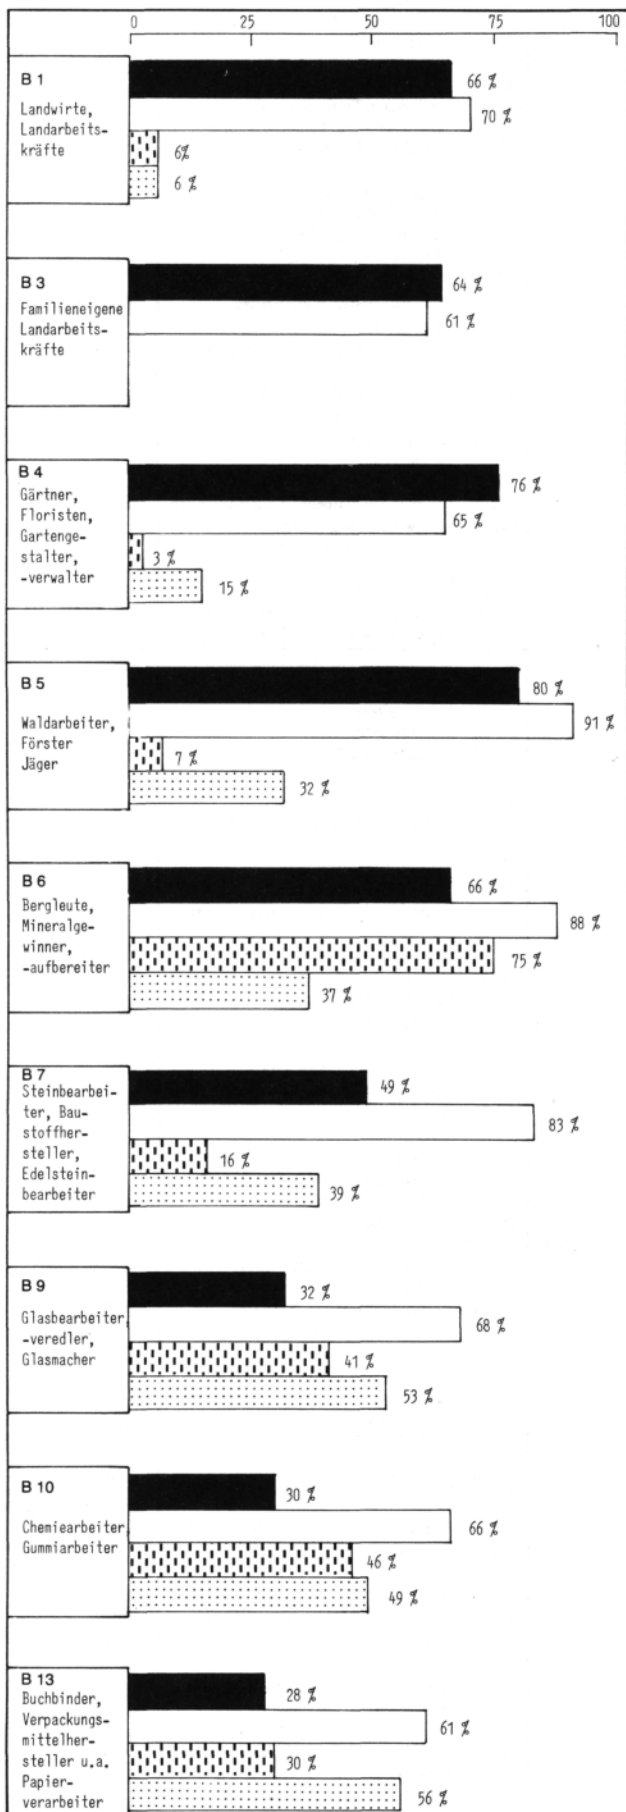 0 25 50 75 100
B 1
Landwirte,
Landarbeits-
kräfte
66 %
70 %
6%
6 %
B 3
Familieneigene
Landarbeits-
kräfte
64 %
61 %
B 4
Gärtner,
Floristen,
Gartenge-
stalter,
-verwalter
76 %
65 %
3 %
15 %
B 5
Waldarbeiter,
Förster
Jäger
80 %
91 %
7 %
32 %
B 6
Bergleute,
Mineralge-
winner,
-aufbereiter
66 %
88 %
75 %
37 %
B 7
Steinbearbei-
ter, Bau-
stoffher-
steller,
Edelstein-
bearbeiter
49 %
83 %
16 %
39 %
B 9
Glasbearbeiter
-veredler,
Glasmacher
32 %
68 %
41 %
53 %
B 10
Chemiearbeiter
Gummiarbeiter
30 %
66 %
46 %
49 %
B 13
Buchbinder,
Verpackungs-
mittelher-
steller u.a.
Papier-
verarbeiter
28 %
61 %
30 %
56 %